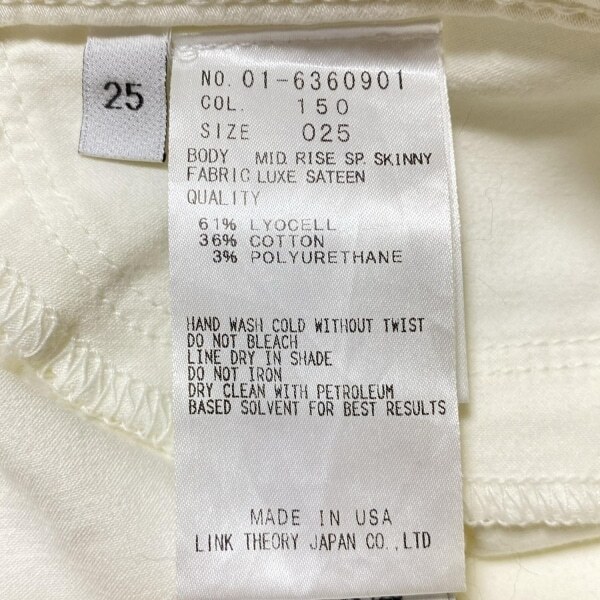 25
NO. 01-6360901
COL. 150
SIZE 025
BODY MID. RISE SP. SKINNY
FABRIC LUXE SATEEN
QUALITY
61% LYOCELL
36% COTTON
3% POLYURETHANE
HAND WASH COLD WITHOUT TWIST
DO NOT BLEACH
LINE DRY IN SHADE
DO NOT IRON
DRY CLEAN WITH PETROLEUM
BASED SOLVENT FOR BEST RESULTS
MADE IN USA
LINK THEORY JAPAN CO.,LTD